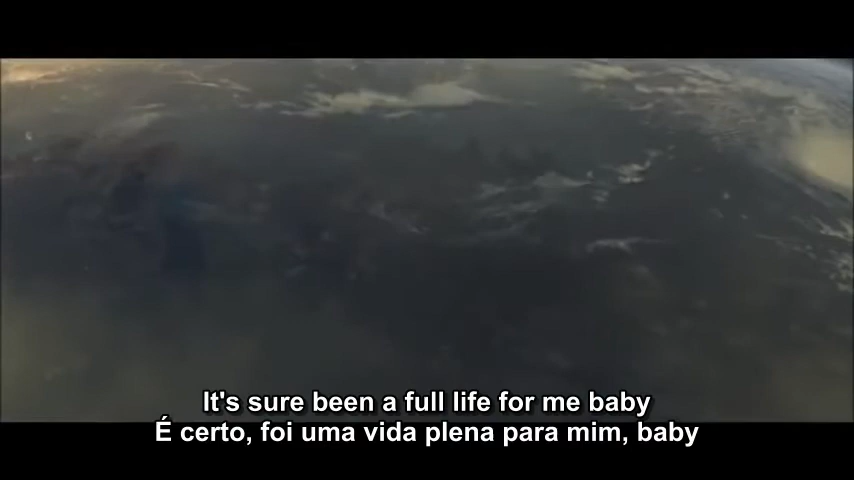 It's sure been a full life for me baby
É certo, foi uma vida plena para mim, baby